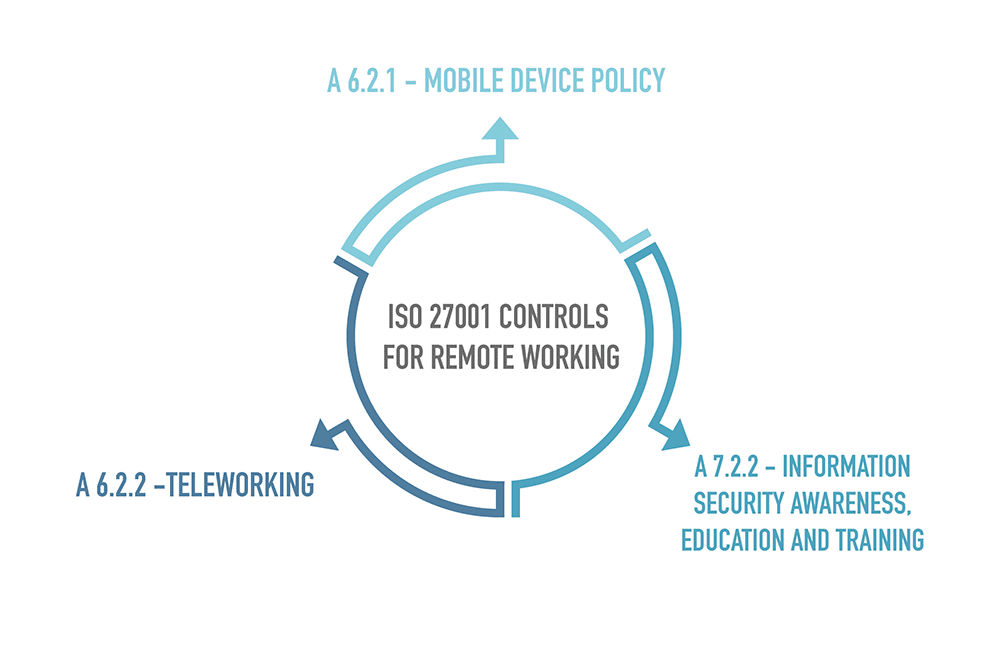 A 6.2.1 - MOBILE DEVICE POLICY
ISO 27001 CONTROLS
FOR REMOTE WORKING
A 6.2.2 -TELEWORKING
A 7.2.2 - INFORMATION
SECURITY AWARENESS,
EDUCATION AND TRAINING